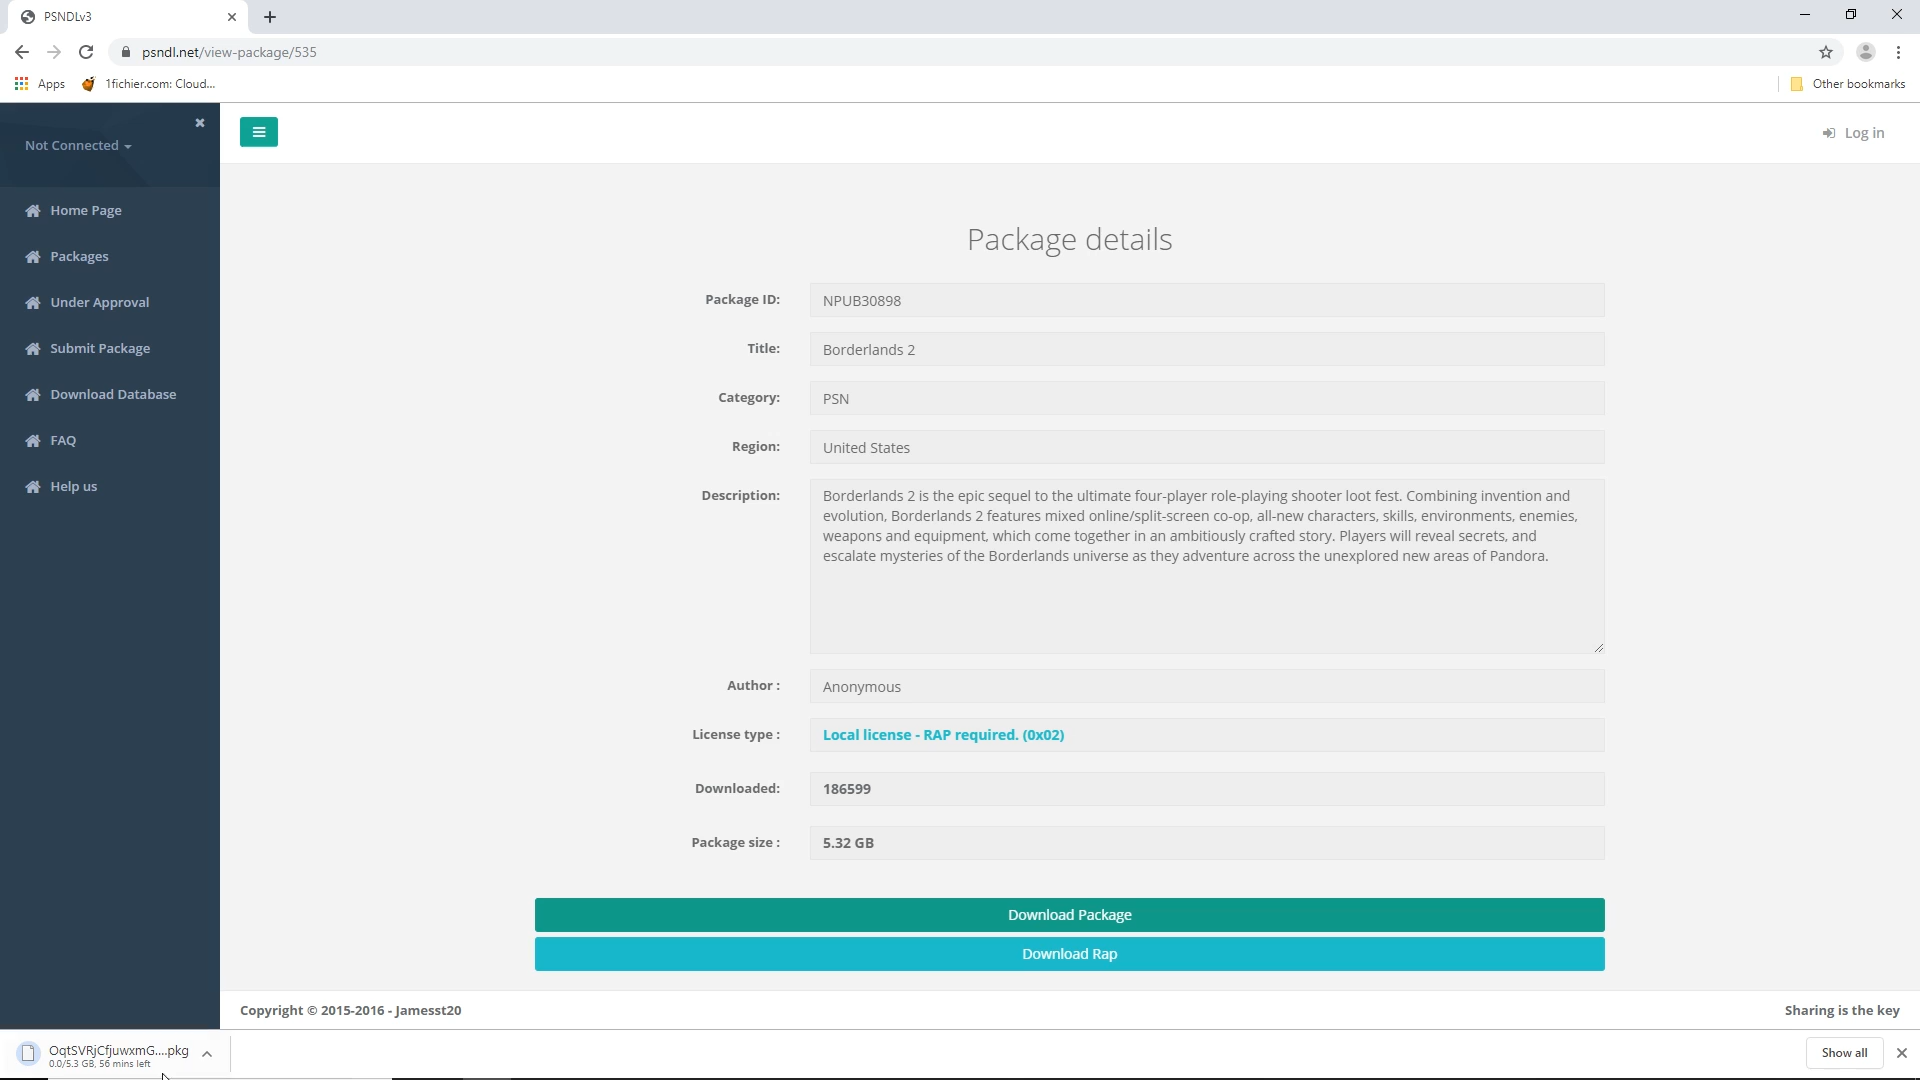 PSNDLv3
psndl.net/view-package/535
Apps
1fichier.com: Cloud...
Other bookmarks
Not Connected
Log in
Home Page
Packages
Under Approval
Submit Package
Download Database
FAQ
Help us
Package details
Package ID:
NPUB30898
Title:
Borderlands 2
Category:
PSN
Region:
United States
Description:
Borderlands 2 is the epic sequel to the ultimate four-player role-playing shooter loot fest. Combining invention and
evolution, Borderlands 2 features mixed online/split-screen co-op, all-new characters, skills, environments, enemies,
weapons and equipment, which come together in an ambitiously crafted story. Players will reveal secrets, and
escalate mysteries of the Borderlands universe as they adventure across the unexplored new areas of Pandora.
Author :
Anonymous
License type :
Local license - RAP required. (0x02)
Downloaded:
186599
Package size :
5.32 GB
Download Package
Download Rap
Copyright © 2015-2016 - Jamesst20
Sharing is the key
OqtSVRjCfjuwxmG....pkg
0.0/5.3 GB, 56 mins left
Show all